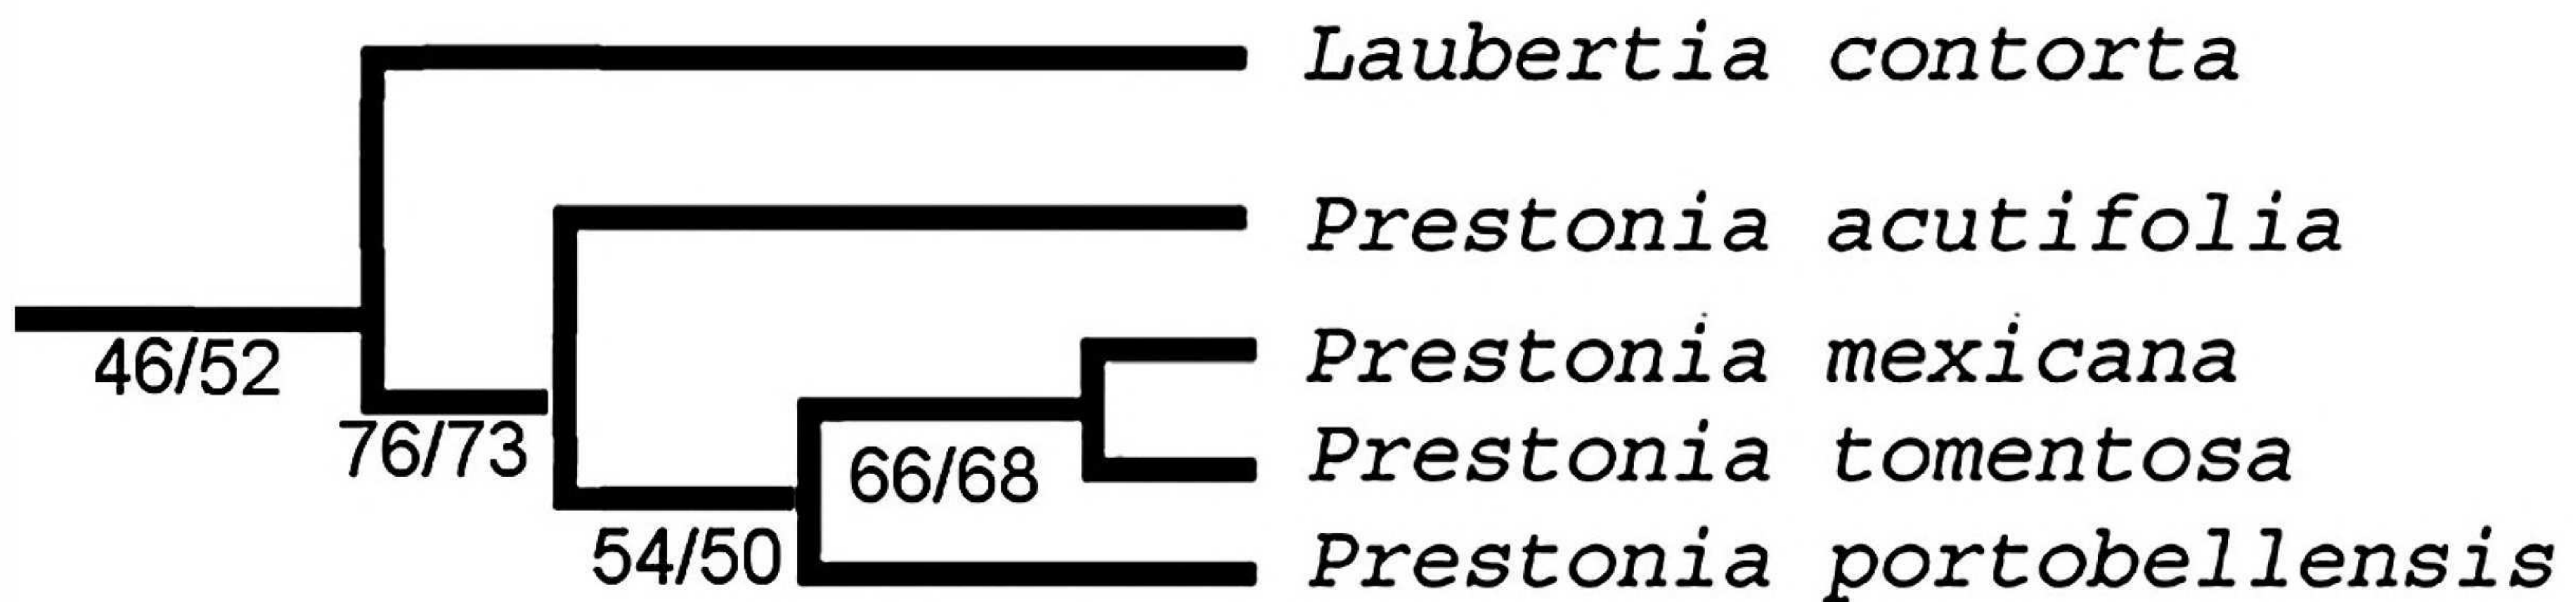 Laubertia contorta
Prestonia acutifolia
46/52
Prestonia mexicana
76/73
Prestonia tomentosa
66/68
54/50
Prestonia portobellensis